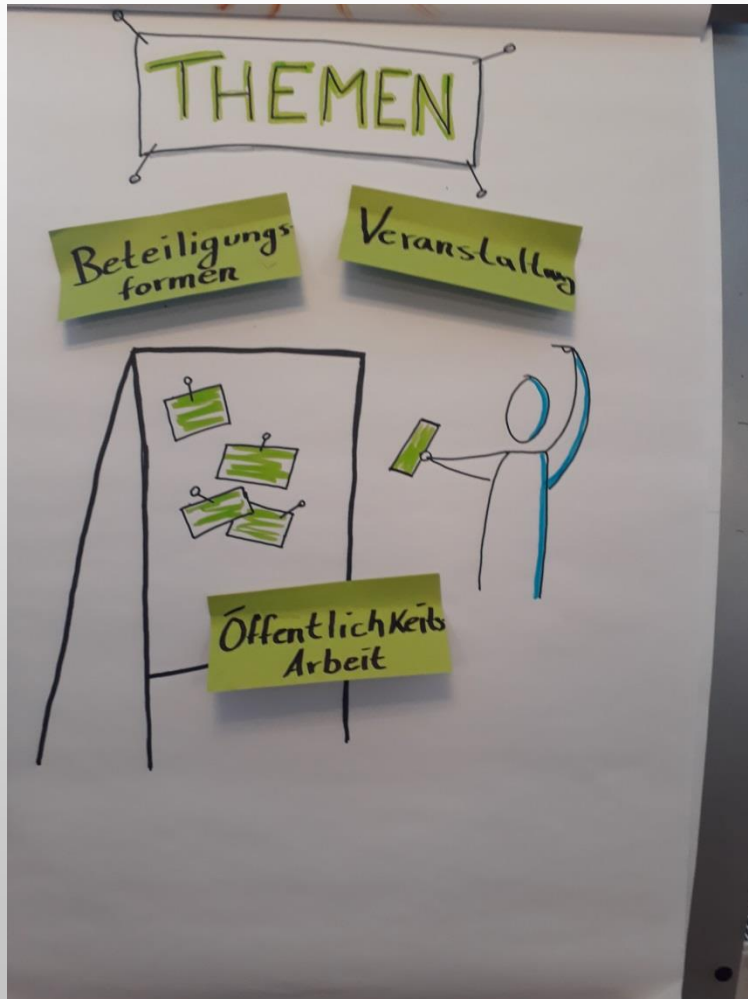 THEMEN
Beteiligungs-
formen
Veranstaltung
Öffentlichkeits
Arbeit